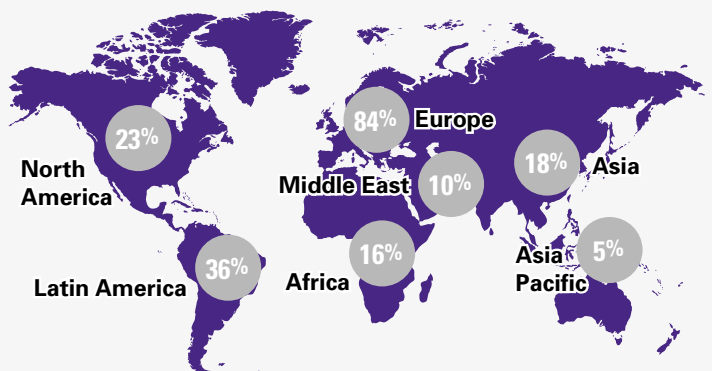 84%
Europe
23%
18%
Asia
North
America
Middle East
10%
36%
Latin America
16%
Africa
5%
Asia
Pacific